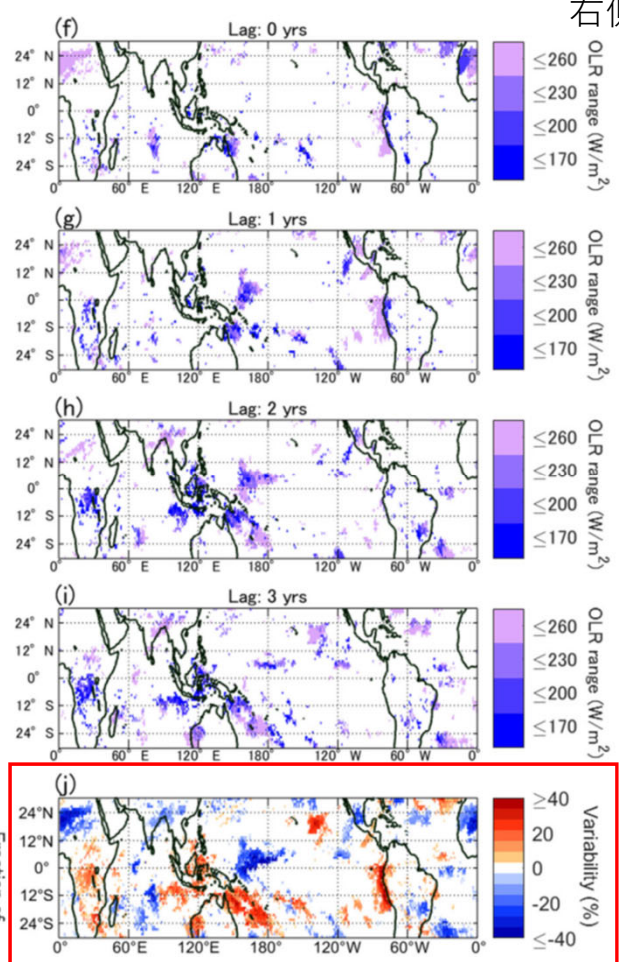 右
(f)
Lag: 0 yrs
24° N
12° N
0°
12° S
24° S
0° 60° E 120° E 180° 120° W 60° W 0°
≤260
≤230
≤200
≤170
OLR range (W/m²)
(g)
Lag: 1 yrs
24° N
12° N
0°
12° S
24° S
0° 60° E 120° E 180° 120° W 60° W 0°
≤260
≤230
≤200
≤170
OLR range (W/m²)
(h)
Lag: 2 yrs
24° N
12° N
0°
12° S
24° S
0° 60° E 120° E 180° 120° W 60° W 0°
≤260
≤230
≤200
≤170
OLR range (W/m²)
(i)
Lag: 3 yrs
24° N
12° N
0°
12° S
24° S
0° 60° E 120° E 180° 120° W 60° W 0°
≤260
≤230
≤200
≤170
OLR range (W/m²)
(j)
24°N
12°N
0°
12°S
24°S
0° 60°E 120°E 180° 120°W 60°W 0°
≥40
20
0
-20
≤-40
Variability (%)